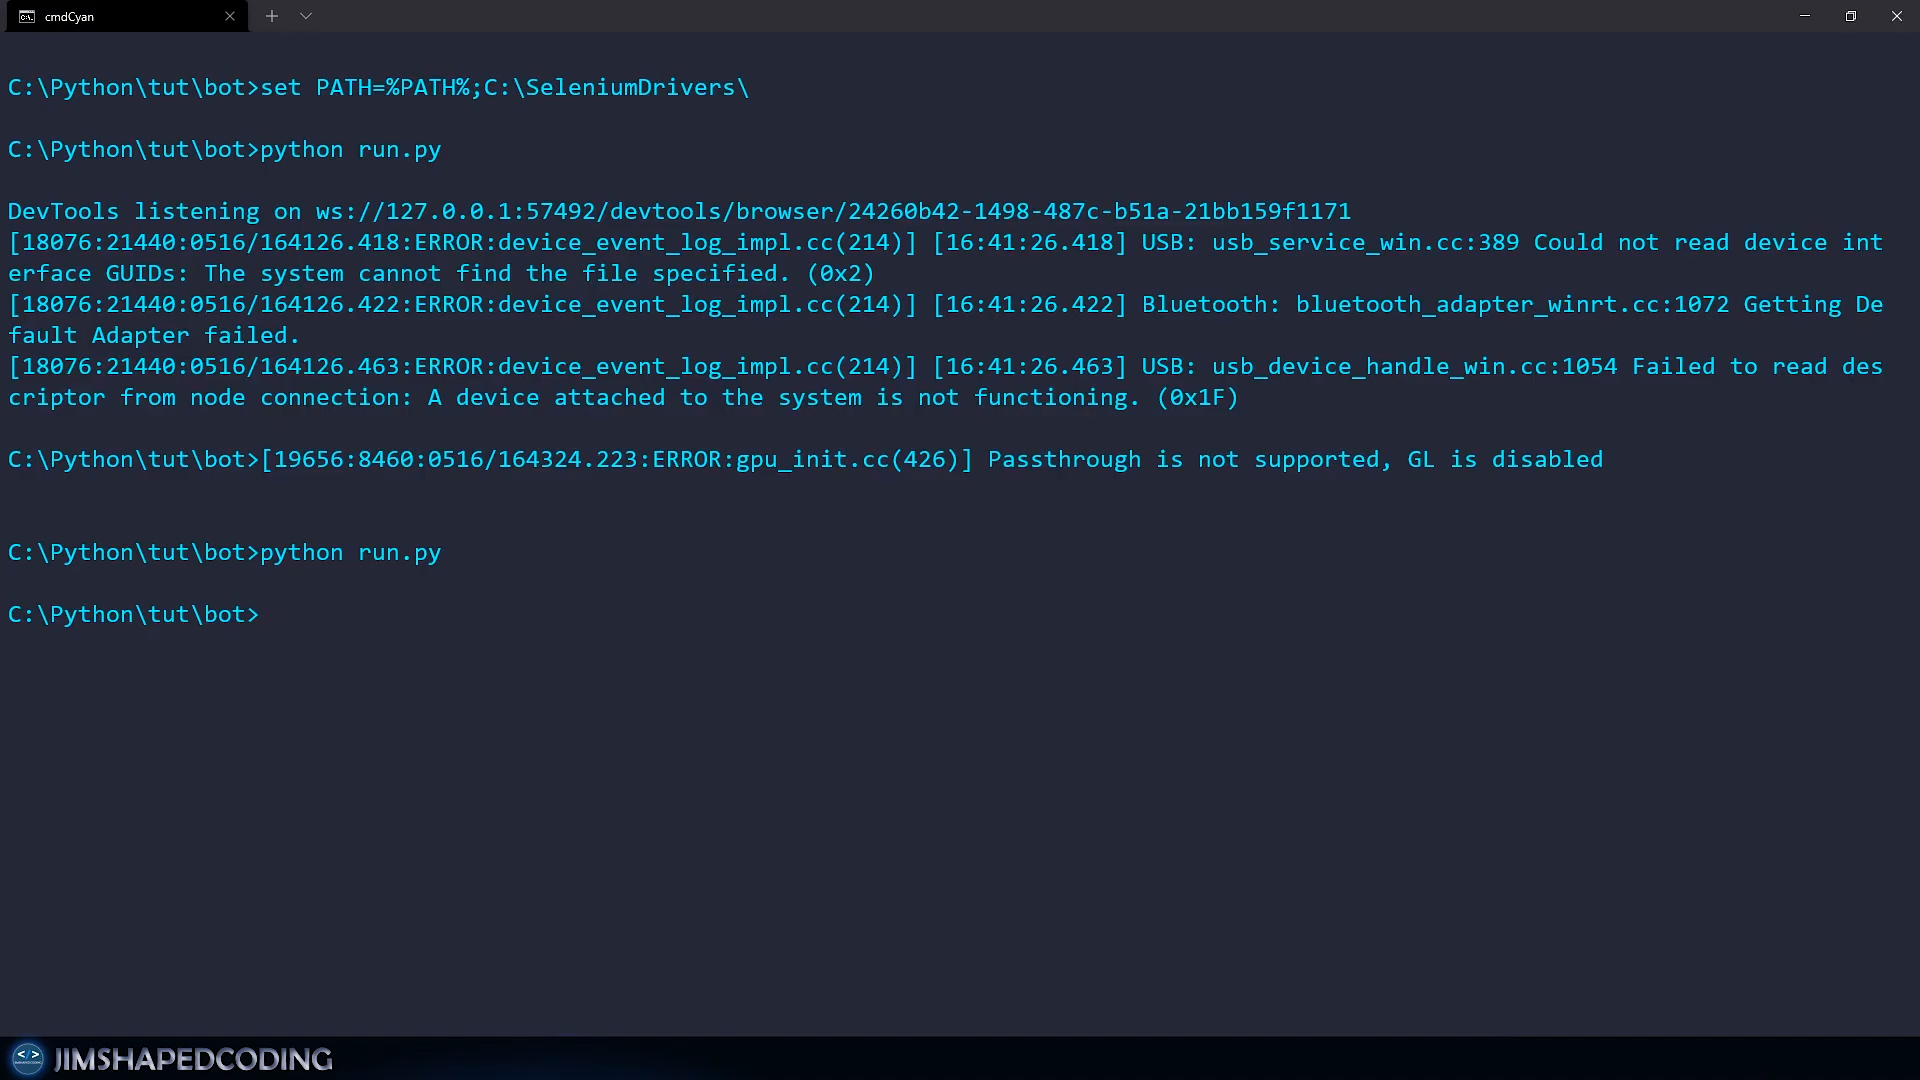 cmdCyan
C:\Python\tut\bot>set PATH=%PATH%;C:\SeleniumDrivers\
C:\Python\tut\bot>python run.py
DevTools listening on ws://127.0.0.1:57492/devtools/browser/24260b42-1498-487c-b51a-21bb159f1171
[18076:21440:0516/164126.418:ERROR:device_event_log_impl.cc(214)] [16:41:26.418] USB: usb_service_win.cc:389 Could not read device int
erface GUIDs: The system cannot find the file specified. (0x2)
[18076:21440:0516/164126.422:ERROR:device_event_log_impl.cc(214)] [16:41:26.422] Bluetooth: bluetooth_adapter_winrt.cc:1072 Getting De
fault Adapter failed.
[18076:21440:0516/164126.463:ERROR:device_event_log_impl.cc(214)] [16:41:26.463] USB: usb_device_handle_win.cc:1054 Failed to read des
criptor from node connection: A device attached to the system is not functioning. (0x1F)
C:\Python\tut\bot>[19656:8460:0516/164324.223:ERROR:gpu_init.cc(426)] Passthrough is not supported, GL is disabled
C:\Python\tut\bot>python run.py
C:\Python\tut\bot>
JIMSHAPEDCODING